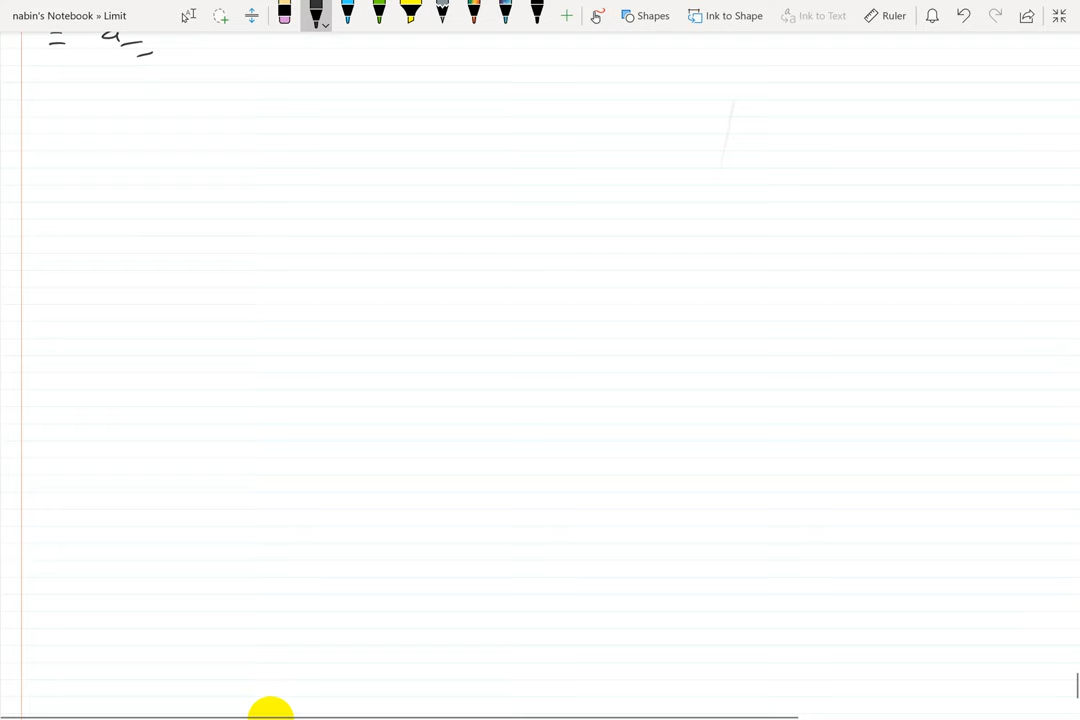 nabin's Notebook » Limit
Shapes
Ink to Shape
Ink to Text
Ruler
=